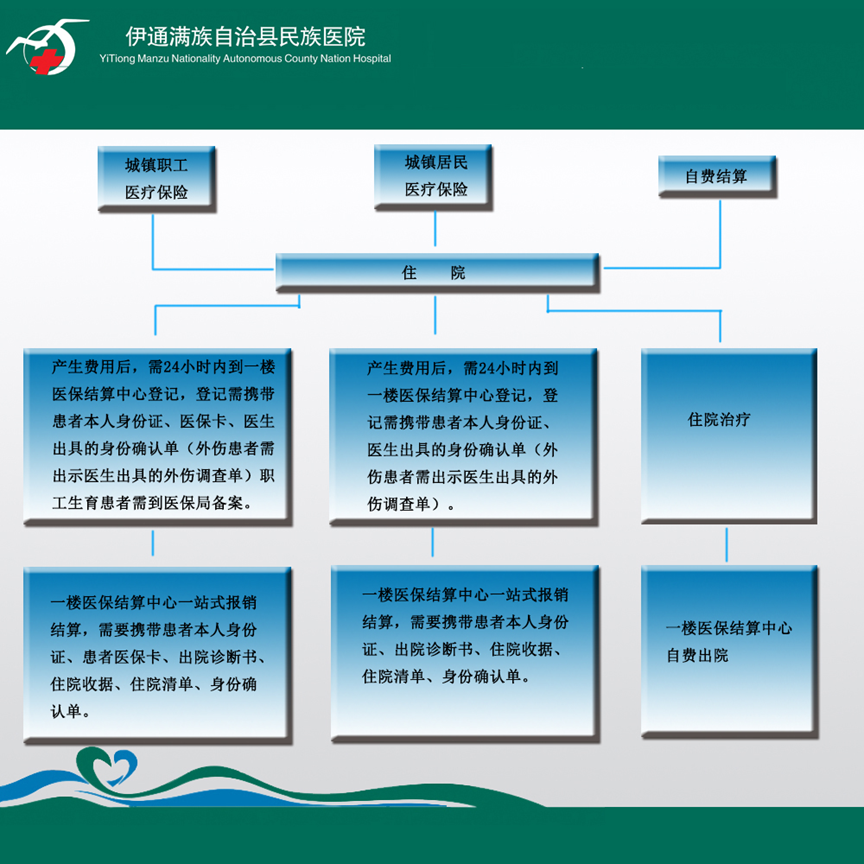 伊通满族自治县民族医院
YiTiong Manzu Nationality Autonomous County Nation Hospital
城镇职工
医疗保险
城镇居民
医疗保险
自费结算
住 院
产生费用后，需24小时内到一楼
医保结算中心登记，登记需携带
患者本人身份证、医保卡、医生
出具的身份确认单（外伤患者需
出示医生出具的外伤调查单）职
工生育患者需到医保局备案。
产生费用后，需24小时内到
一楼医保结算中心登记，登
记需携带患者本人身份证、
医生出具的身份确认单（外
伤患者需出示医生出具的外
伤调查单）。
住院治疗
一楼医保结算中心一站式报销
结算，需要携带患者本人身份
证、患者医保卡、出院诊断书、
住院收据、住院清单、身份确
认单。
一楼医保结算中心一站式报销
结算，需要携带患者本人身份
证、出院诊断书、住院收据、
住院清单、身份确认单。
一楼医保结算中心
自费出院